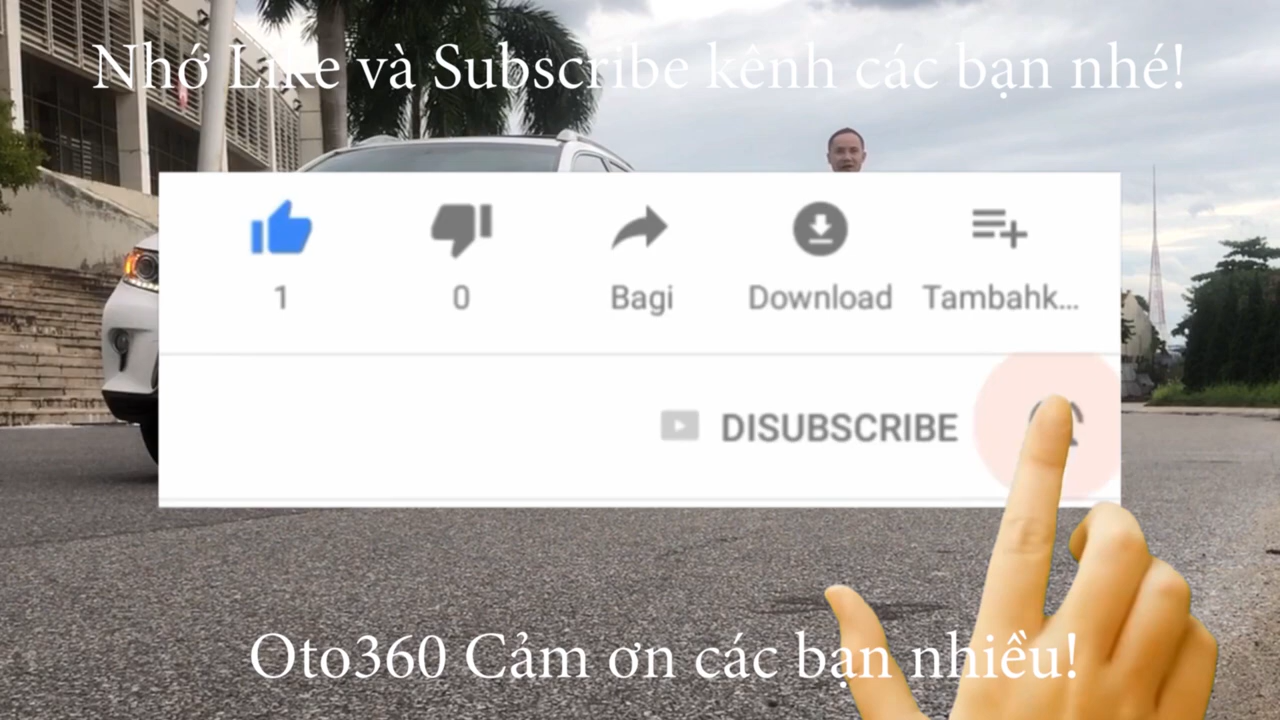 Nhớ Like và Subscribe kênh các bạn nhé!
1 0 Bagi Download Tambahk...
DISUBSCRIBE
Oto360 Cảm ơn các bạn nhiều!